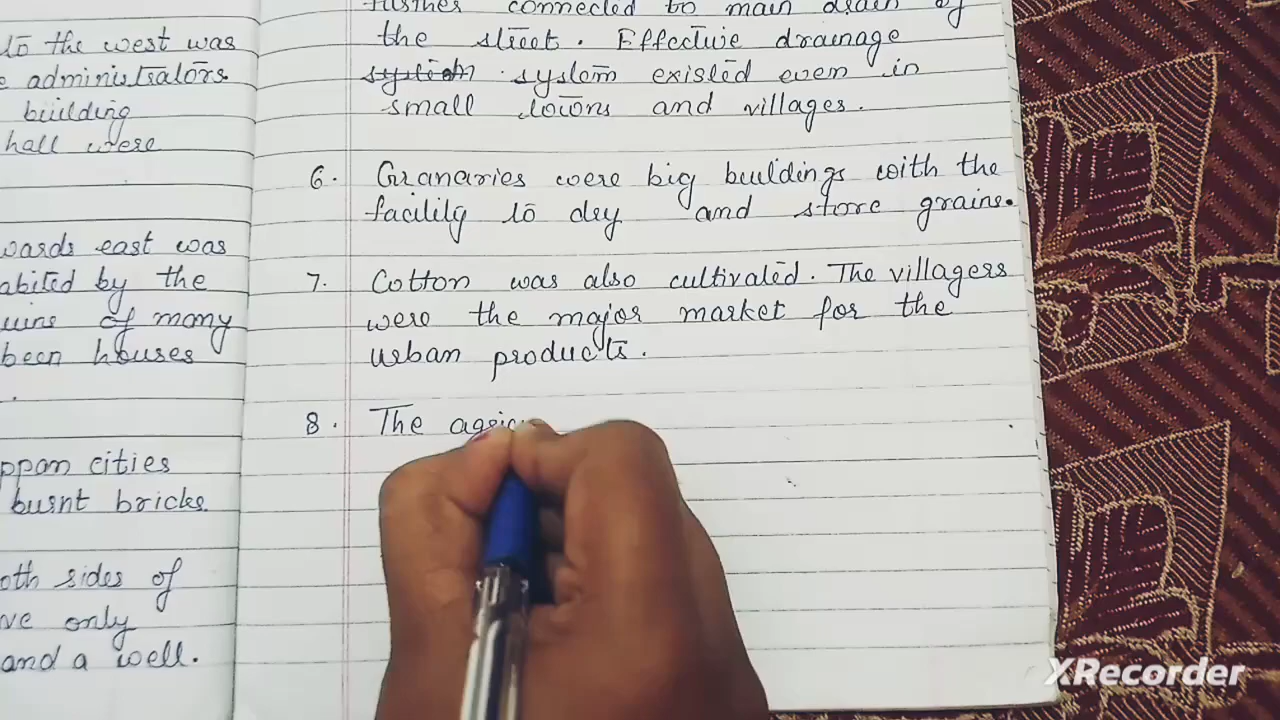 to the west was
administrators.
building
hall were
wards east was
abited by the
uins of many
been houses
ppan cities
burnt bricks.
oth sides of
ve only
and a well.
further connected to main drain of
the street. Effective drainage
system system existed even in
small towns and villages.
6. Granaries were big buildings with the
facility to dry and store grains.
7. Cotton was also cultivated. The villagers
were the major market for the
urban products.
8. The agric
XRecorder